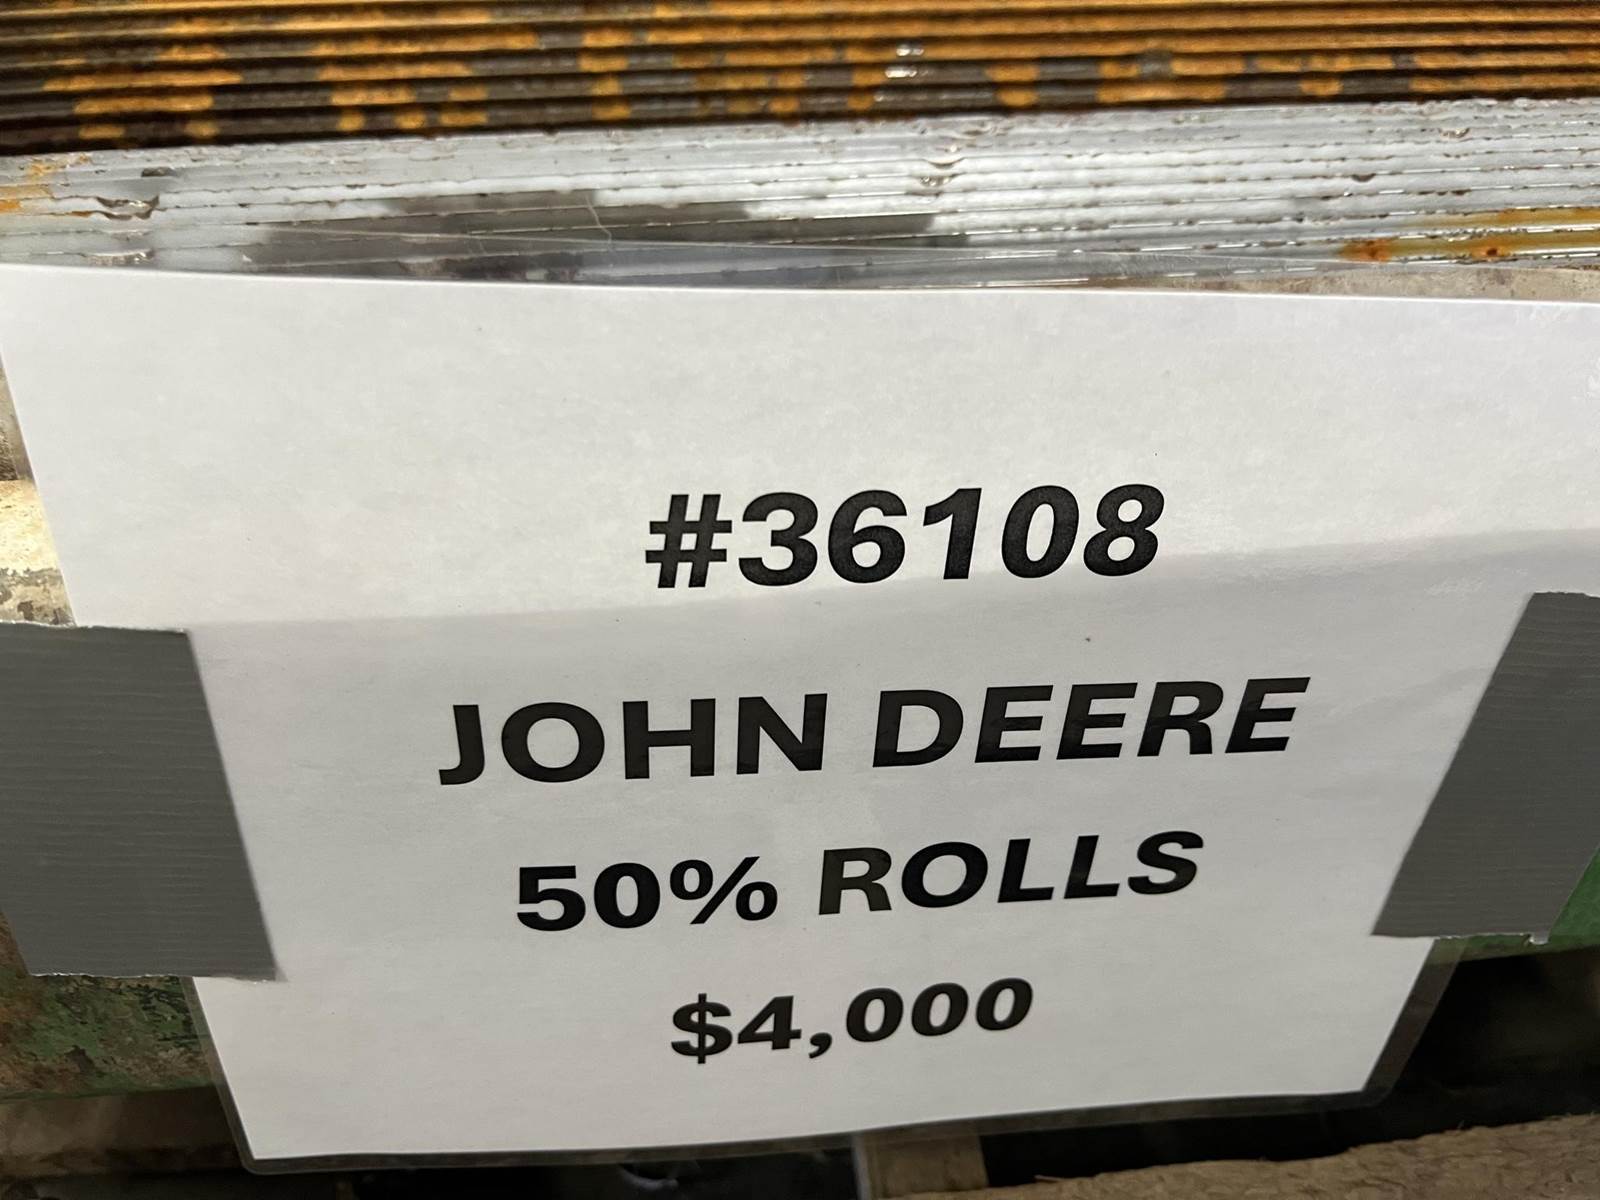 #36108
JOHN DEERE
50% ROLLS
$4,000